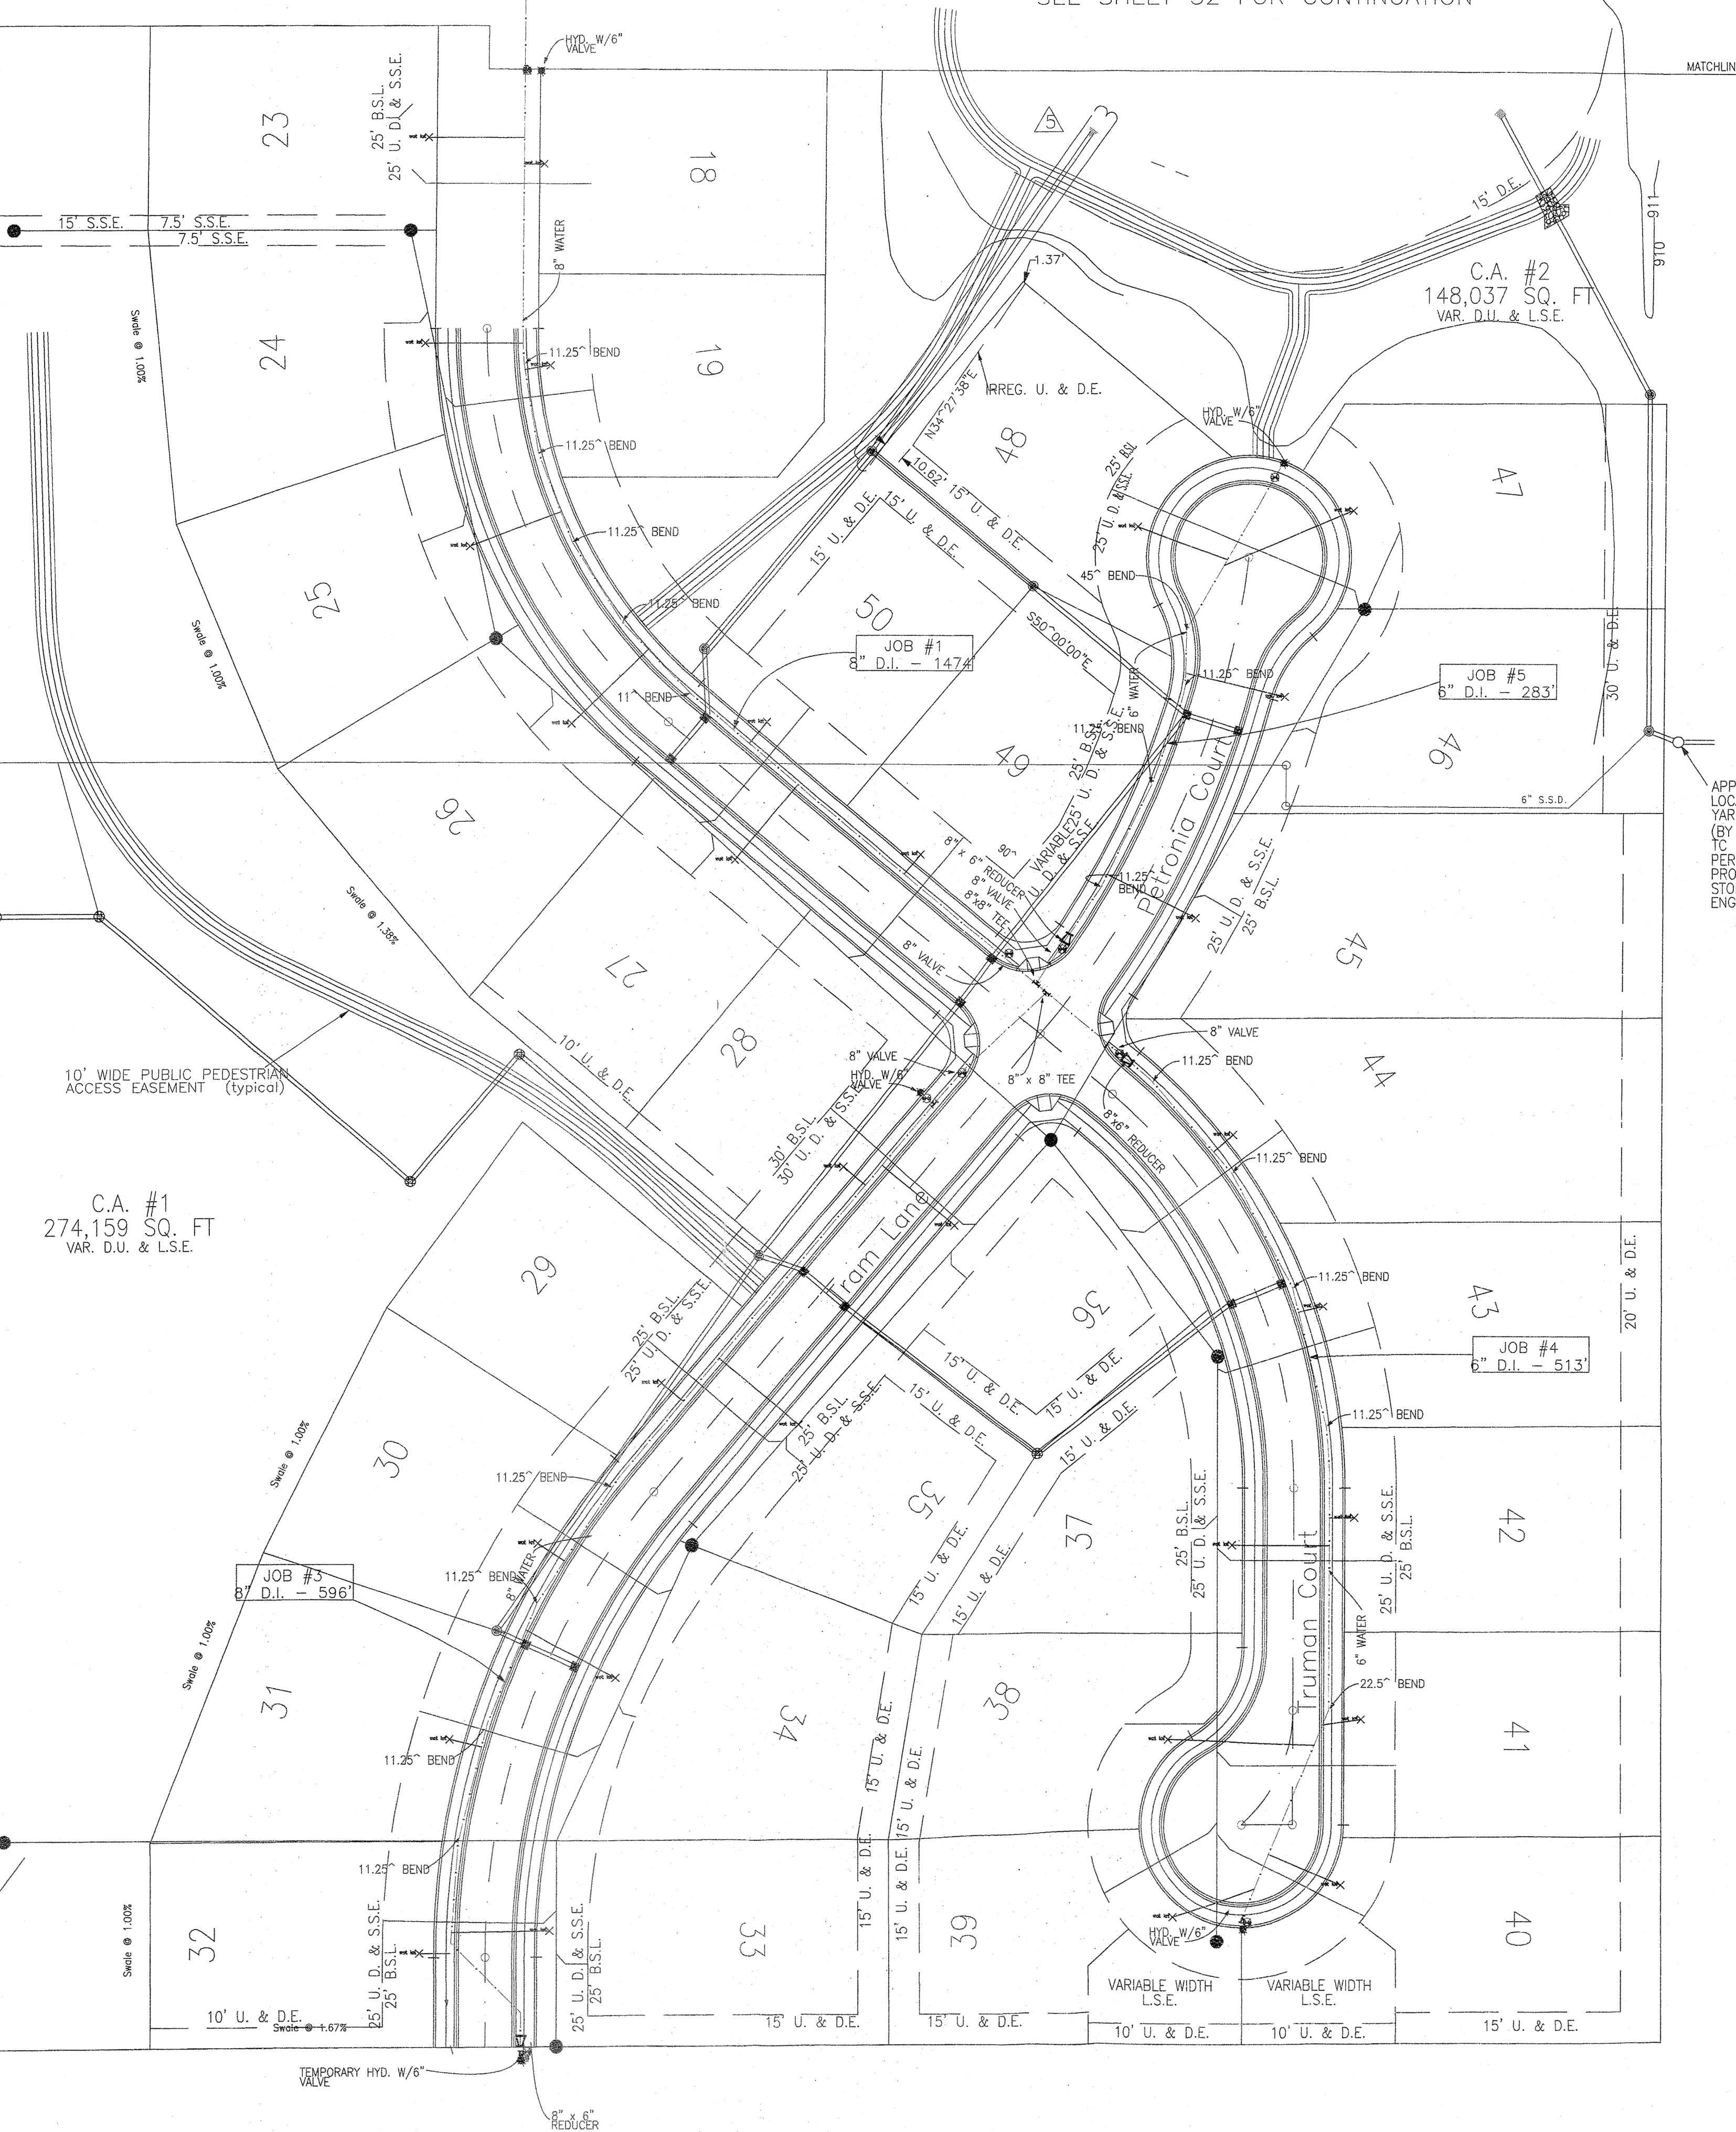 SEE SHEET 32 FOR CONTINUATION
MATCHLIN
HYD. W/6"
VALVE
23
25' B.S.L.
25' U. D. & S.S.E.
18
5
15' S.S.E.
7.5' S.S.E.
7.5' S.S.E.
8" WATER
15' D.E.
911
910
1.37'
C.A. #2
148,037 SQ. FT
VAR. D.U. & L.S.E.
Swale @ 1.00%
24
11.25^ BEND
19
IRREG. U. & D.E.
N34^27'38"E
48
HYD. W/6"
VALVE
11.25^ BEND
10.62'
15' U. & D.E.
25' BSL
25' U. D. & S.S.E.
47
15' U. & D.E.
15' U. & D.E.
11.25^ BEND
45^ BEND
25
11.25^ BEND
50
Swale @ 1.00%
JOB #1
8" D.I. - 1474'
S50^00'00"E
30' U. & D.E.
11^ BEND
6" WATER
11.25^ BEND
JOB #5
6" D.I. - 283'
11.25^ BEND
49
25' B.S.L.
25' U. D. & S.S.E.
46
Petronia Court
6" S.S.D.
26
APP
LOC
YAR
(BY
TC
PER
PRO
STO
ENG
90^
VARIABLE
U. D. & S.S.E.
8" x 6" REDUCER
8" VALVE
8"x8" TEE
11.25^
BEND
25' U. D. & S.S.E.
25' B.S.L.
45
Swale @ 1.38%
27
8" VALVE
28
8" VALVE
11.25^ BEND
10' U. & D.E.
8" VALVE
HYD. W/6"
VALVE
8" x 8" TEE
44
10' WIDE PUBLIC PEDESTRIAN
ACCESS EASEMENT (typical)
8"x6" REDUCER
30' B.S.L.
30' U. D. & S.S.E.
11.25^ BEND
C.A. #1
274,159 SQ. FT
VAR. D.U. & L.S.E.
Tram Lane
29
36
11.25^ BEND
43
20' U. & D.E.
25' B.S.L.
25' U. D. & S.S.E.
JOB #4
6" D.I. - 513'
15' U. & D.E.
15' U. & D.E.
15' U. & D.E.
15' U. & D.E.
25' B.S.L.
25' U. D. & S.S.E.
11.25^ BEND
30
Swale @ 1.00%
11.25^ BEND
35
37
25' B.S.L.
25' U. D. & S.S.E.
42
25' U. D. & S.S.E.
25' B.S.L.
15' U. & D.E.
15' U. & D.E.
JOB #3
8" D.I. - 596'
11.25^ BEND
8" WATER
Truman Court
6" WATER
Swale @ 1.00%
31
34
38
22.5^ BEND
41
15' U. & D.E.
15' U. & D.E.
11.25^ BEND
11.25^ BEND
15' U. & D.E.
15' U. & D.E.
Swale @ 1.00%
32
25' U. D. & S.S.E.
25' B.S.L.
25' U. D. & S.S.E.
25' B.S.L.
33
39
40
HYD. W/6"
VALVE
VARIABLE WIDTH
L.S.E.
VARIABLE WIDTH
L.S.E.
10' U. & D.E.
Swale @ 1.67%
15' U. & D.E.
15' U. & D.E.
10' U. & D.E.
10' U. & D.E.
15' U. & D.E.
TEMPORARY HYD. W/6"
VALVE
8" x 6"
REDUCER